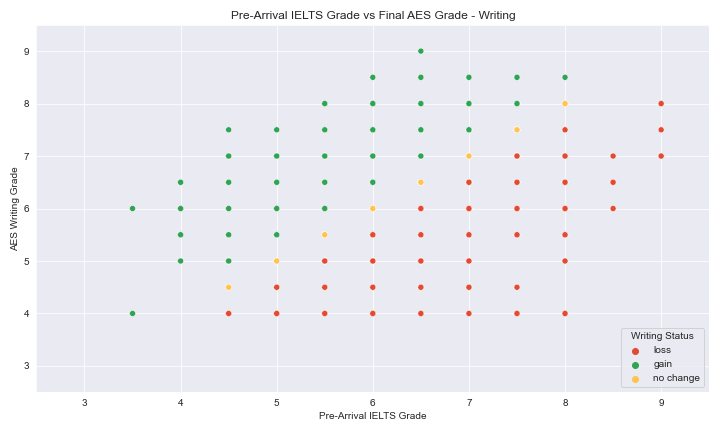 Pre-Arrival IELTS Grade vs Final AES Grade - Writing
9
8
7
6
5
4
3
AES Writing Grade
3 4 5 6 7 8 9
Pre-Arrival IELTS Grade
Writing Status
loss
gain
no change